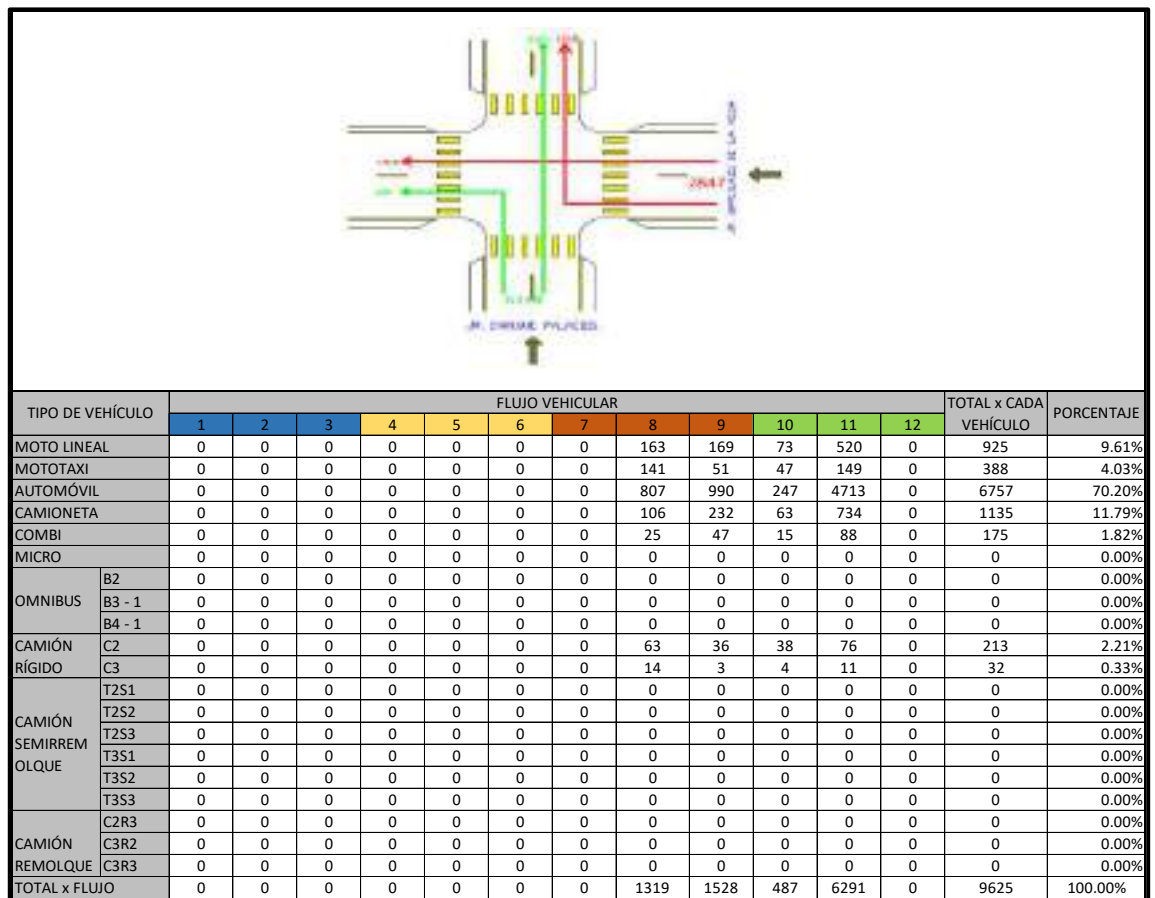 JR.
TIPO DE VEHÍCULO FLUJO VEHICULAR TOTAL x CADA VEHÍCULO PORCENTAJE
1 2 3 4 5 6 7 8 9 10 11 12
MOTO LINEAL 0 0 0 0 0 0 0 163 169 73 520 0 925 9.61%
MOTOTAXI 0 0 0 0 0 0 0 141 51 47 149 0 388 4.03%
AUTOMÓVIL 0 0 0 0 0 0 0 807 990 247 4713 0 6757 70.20%
CAMIONETA 0 0 0 0 0 0 0 106 232 63 734 0 1135 11.79%
COMBI 0 0 0 0 0 0 0 25 47 15 88 0 175 1.82%
MICRO 0 0 0 0 0 0 0 0 0 0 0 0 0 0.00%
OMNIBUS B2 0 0 0 0 0 0 0 0 0 0 0 0 0 0.00%
B3 - 1 0 0 0 0 0 0 0 0 0 0 0 0 0 0.00%
B4 - 1 0 0 0 0 0 0 0 0 0 0 0 0 0 0.00%
CAMIÓN RÍGIDO C2 0 0 0 0 0 0 0 63 36 38 76 0 213 2.21%
C3 0 0 0 0 0 0 0 14 3 4 11 0 32 0.33%
CAMIÓN SEMIRREM OLQUE T2S1 0 0 0 0 0 0 0 0 0 0 0 0 0 0.00%
T2S2 0 0 0 0 0 0 0 0 0 0 0 0 0 0.00%
T2S3 0 0 0 0 0 0 0 0 0 0 0 0 0 0.00%
T3S1 0 0 0 0 0 0 0 0 0 0 0 0 0 0.00%
T3S2 0 0 0 0 0 0 0 0 0 0 0 0 0 0.00%
T3S3 0 0 0 0 0 0 0 0 0 0 0 0 0 0.00%
CAMIÓN REMOLQUE C2R3 0 0 0 0 0 0 0 0 0 0 0 0 0 0.00%
C3R2 0 0 0 0 0 0 0 0 0 0 0 0 0 0.00%
C3R3 0 0 0 0 0 0 0 0 0 0 0 0 0 0.00%
TOTAL x FLUJO 0 0 0 0 0 0 0 1319 1528 487 6291 0 9625 100.00%